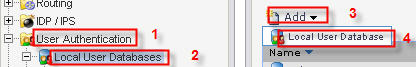 Routing
IDP / IPS
User Authentication 1
Local User Databases 2
Add 3
Local User Database 4
Name